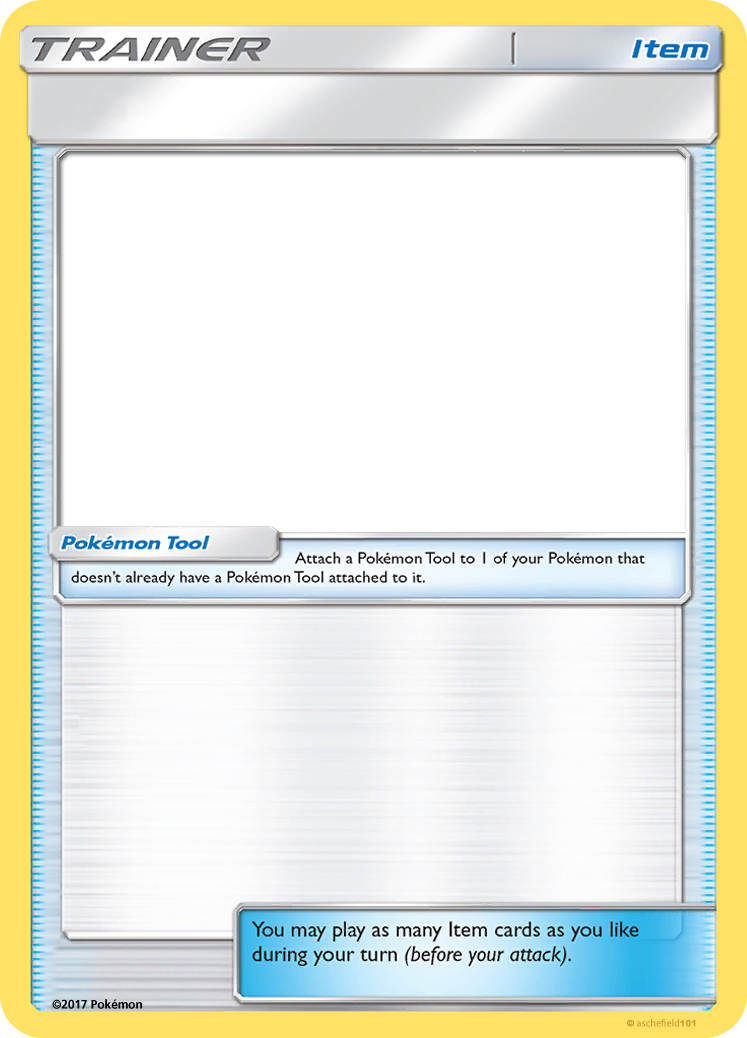 TRAINER
Item
Pokémon Tool
Attach a Pokémon Tool to 1 of your Pokémon that
doesn't already have a Pokémon Tool attached to it.
You may play as many Item cards as you like
during your turn (before your attack).
©2017 Pokémon
© aschefield101